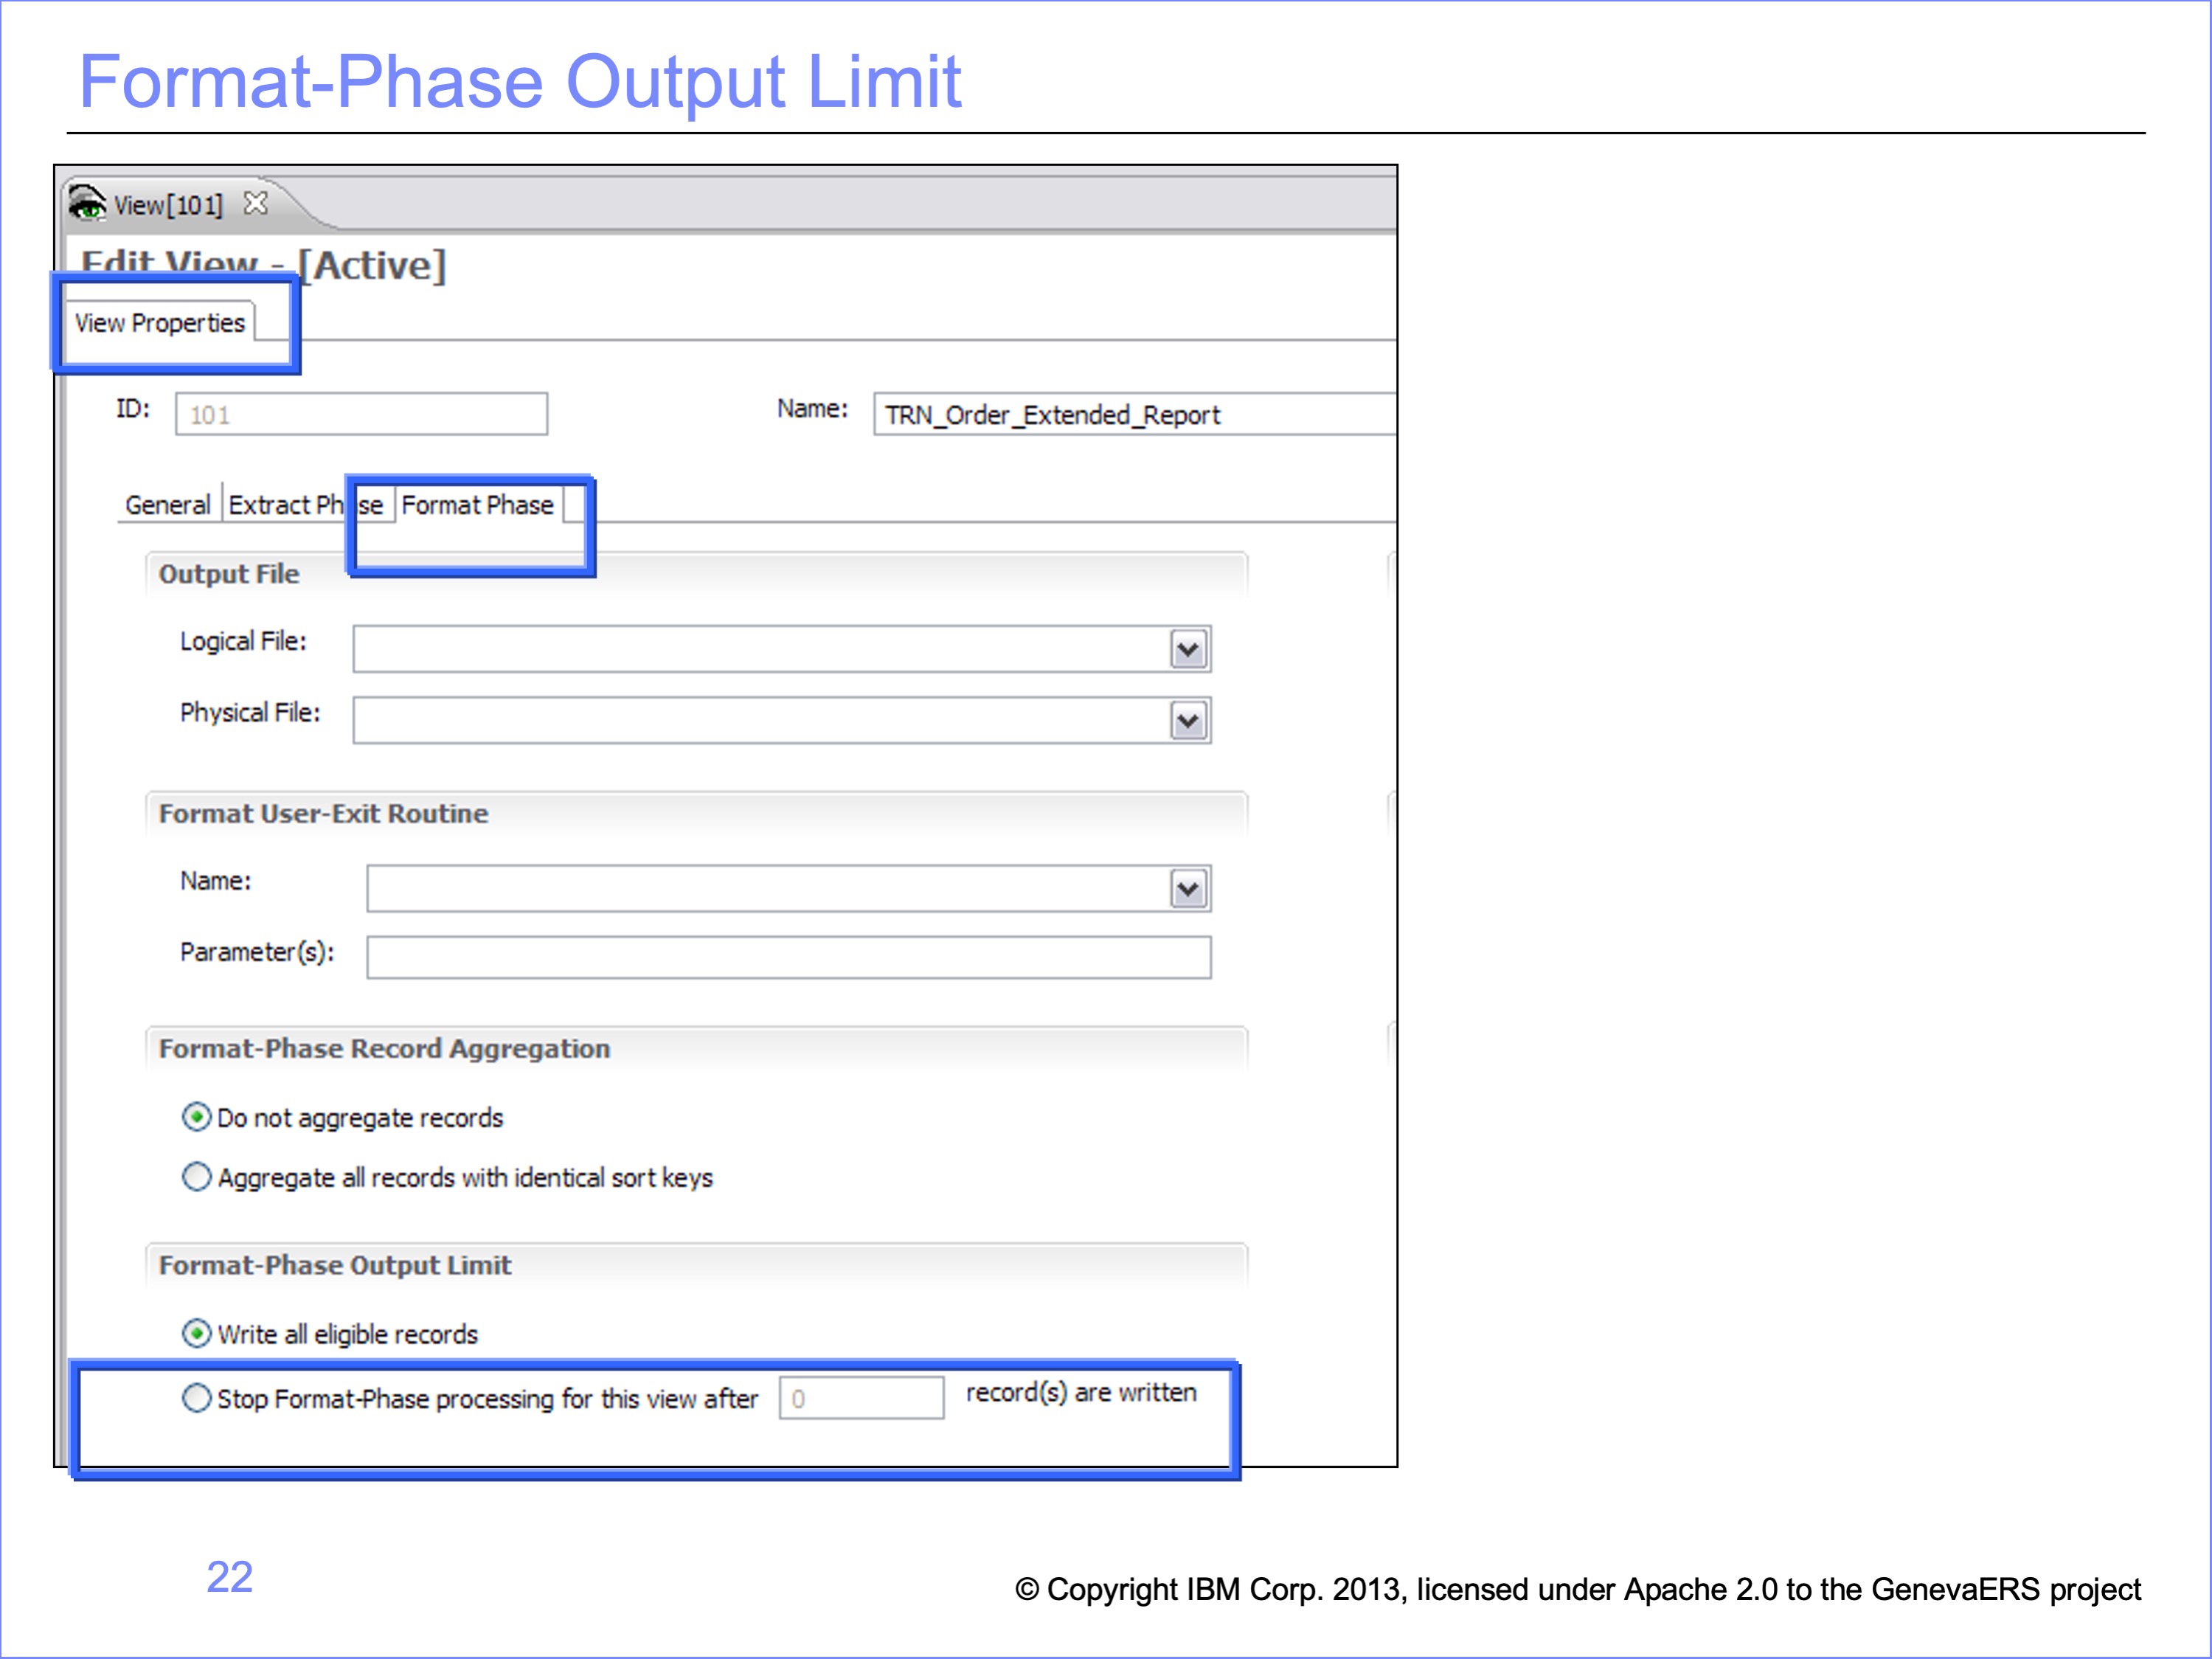 Format-Phase Output Limit
View[101]
Edit View - [Active]
View Properties
ID: 101 Name: TRN_Order_Extended_Report
General Extract Phase Format Phase
Output File
Logical File:
Physical File:
Format User-Exit Routine
Name:
Parameter(s):
Format-Phase Record Aggregation
Do not aggregate records
Aggregate all records with identical sort keys
Format-Phase Output Limit
Write all eligible records
Stop Format-Phase processing for this view after 0 record(s) are written
22
© Copyright IBM Corp. 2013, licensed under Apache 2.0 to the GenevaERS project